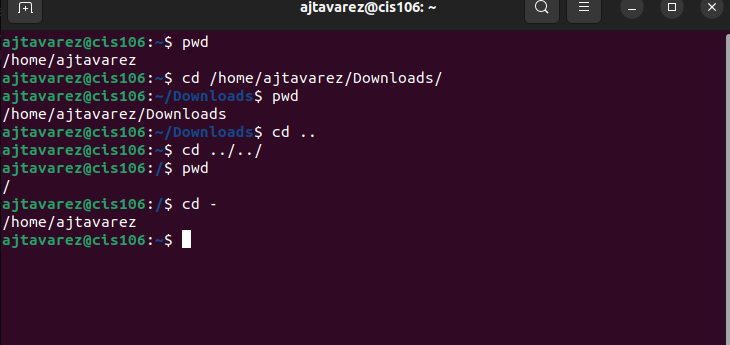 ajtavarez@cis106: ~
ajtavarez@cis106:~$ pwd
/home/ajtavarez
ajtavarez@cis106:~$ cd /home/ajtavarez/Downloads/
ajtavarez@cis106:~/Downloads$ pwd
/home/ajtavarez/Downloads
ajtavarez@cis106:~/Downloads$ cd ..
ajtavarez@cis106:~$ cd ../../
ajtavarez@cis106:/$ pwd
/
ajtavarez@cis106:/$ cd -
/home/ajtavarez
ajtavarez@cis106:~$